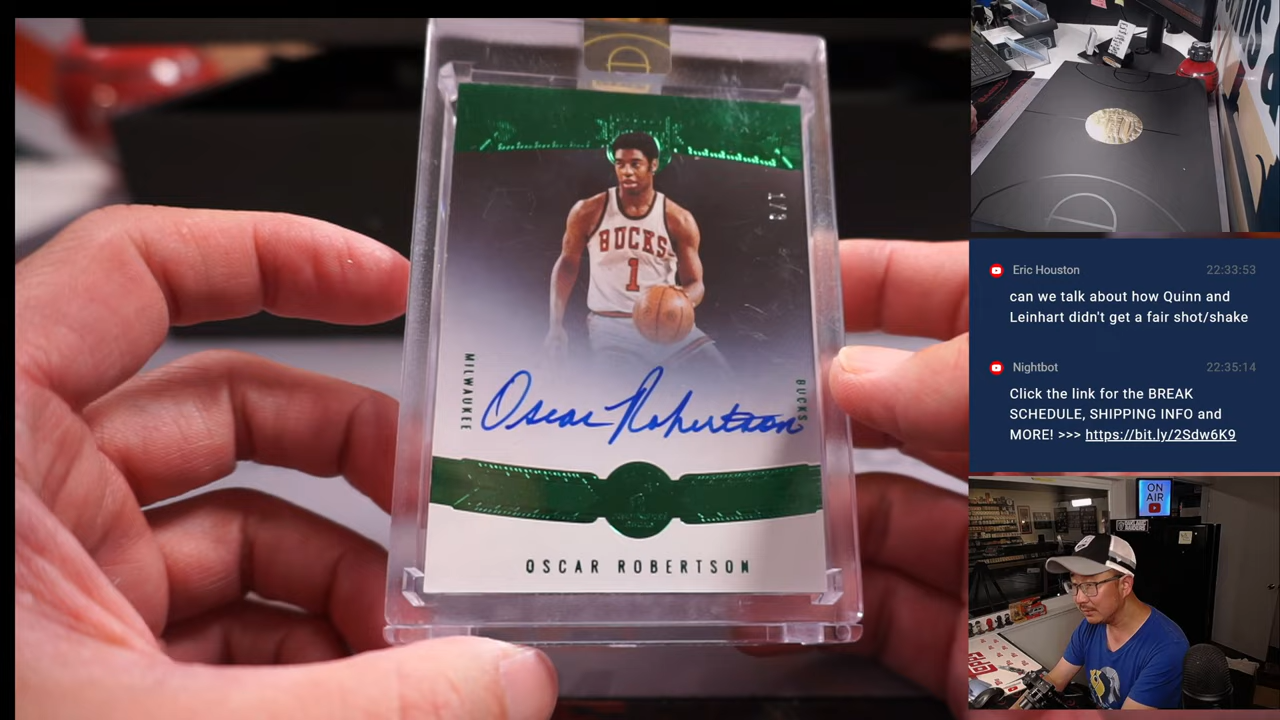 1/3
BUCKS
1
MILWAUKEE
BUCKS
Oscar Robertson
OSCAR ROBERTSON
Eric Houston 22:33:53
can we talk about how Quinn and
Leinhart didn't get a fair shot/shake
Nightbot 22:35:14
Click the link for the BREAK
SCHEDULE, SHIPPING INFO and
MORE! >>> https://bit.ly/2Sdw6K9
ON
AIR